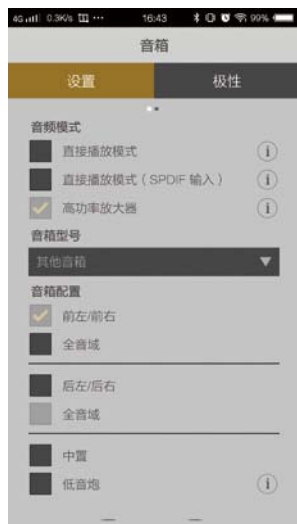 4G 0.3K/s ··· 16:43 99%
音箱
设置 极性
音频模式
直接播放模式
直接播放模式（SPDIF 输入）
高功率放大器
音箱型号
其他音箱
音箱配置
前左/前右
全音域
后左/后右
全音域
中置
低音炮